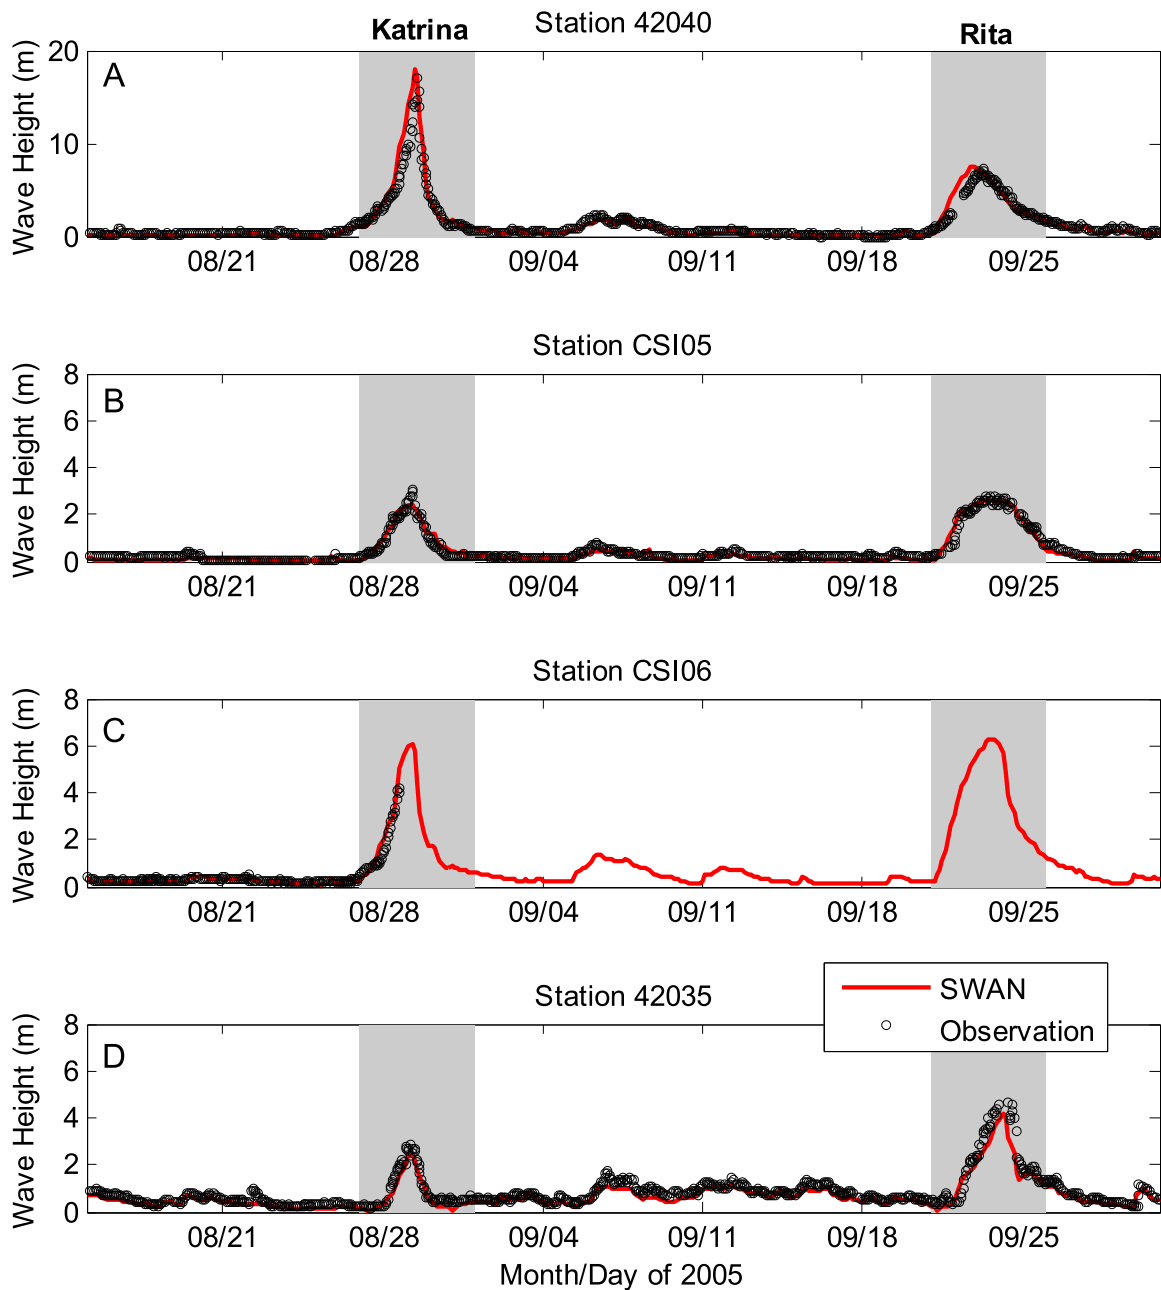 Katrina Station 42040 Rita
A
Wave Height (m)
20
10
0
08/21 08/28 09/04 09/11 09/18 09/25
Station CSI05
B
Wave Height (m)
8
6
4
2
0
08/21 08/28 09/04 09/11 09/18 09/25
Station CSI06
C
Wave Height (m)
8
6
4
2
0
08/21 08/28 09/04 09/11 09/18 09/25
Station 42035
SWAN
Observation
D
Wave Height (m)
8
6
4
2
0
08/21 08/28 09/04 09/11 09/18 09/25
Month/Day of 2005